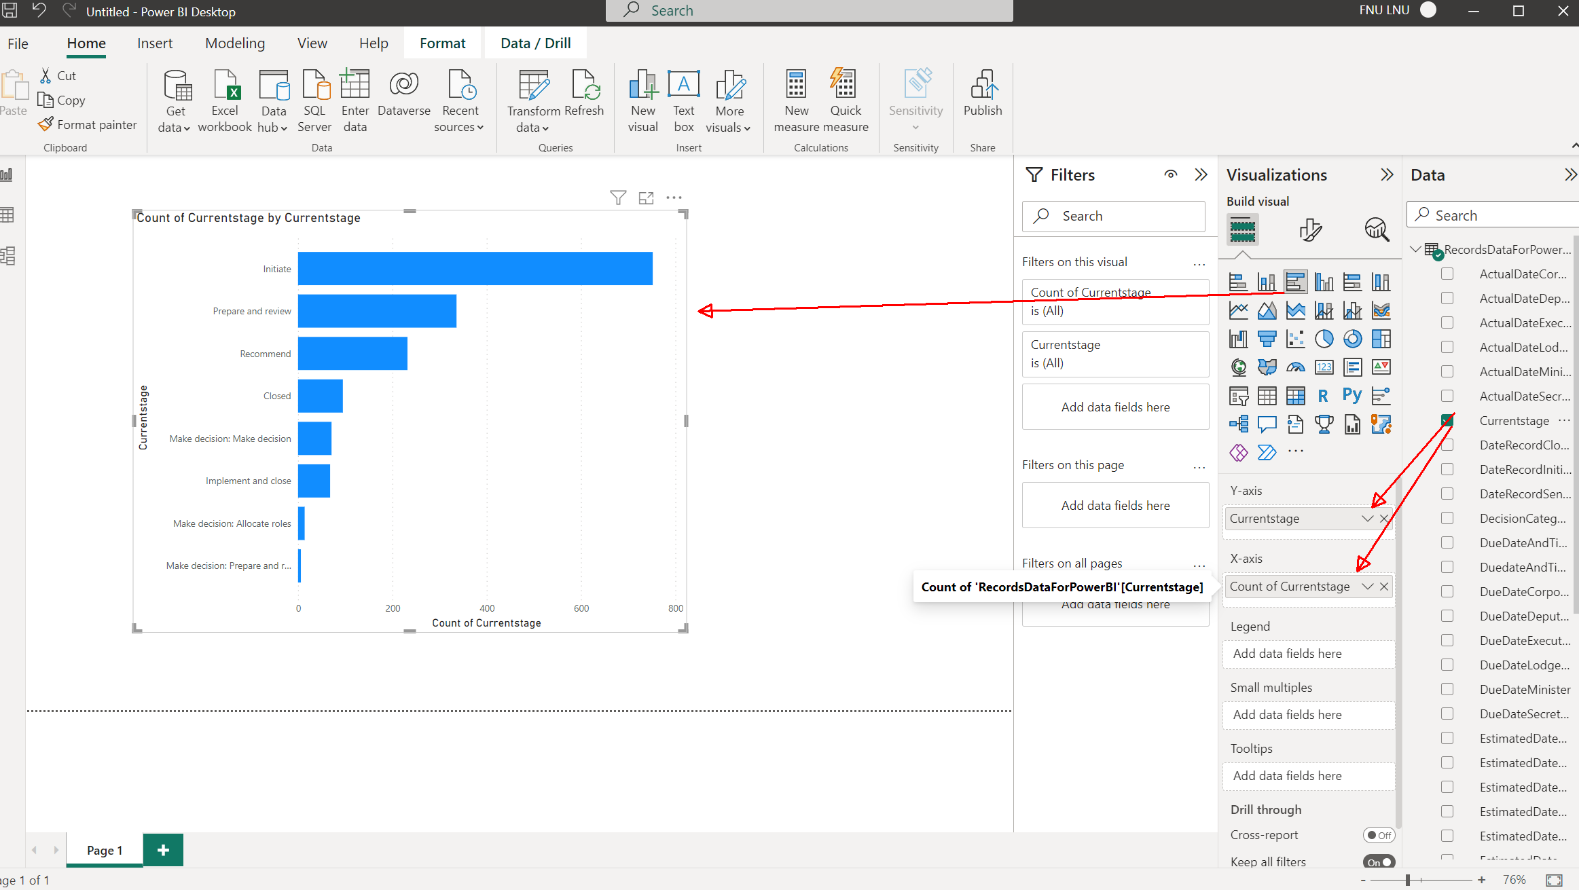 Untitled - Power BI Desktop
Search
FNU LNU
File
Home
Insert
Modeling
View
Help
Format
Data / Drill
Paste
Cut
Copy
Format painter
Clipboard
Get
data
Excel
workbook
Data
hub
SQL
Server
Enter
data
Dataverse
Recent
sources
Data
Transform
data
Refresh
Queries
New
visual
A
Text
box
More
visuals
Insert
New
measure
Quick
measure
Calculations
Sensitivity
Sensitivity
Publish
Share
Count of Currentstage by Currentstage
Currentstage
Initiate
Prepare and review
Recommend
Closed
Make decision: Make decision
Implement and close
Make decision: Allocate roles
Make decision: Prepare and r...
0
200
400
600
800
Count of Currentstage
Filters
Search
Filters on this visual
Count of Currentstage
is (All)
Currentstage
is (All)
Add data fields here
Filters on this page
Add data fields here
Filters on all pages
Add data fields here
Count of 'RecordsDataForPowerBI'[Currentstage]
Visualizations
Build visual
123
R
Py
Y-axis
Currentstage
X-axis
Count of Currentstage
Legend
Add data fields here
Small multiples
Add data fields here
Tooltips
Add data fields here
Drill through
Cross-report
Off
Keep all filters
On
Data
Search
RecordsDataForPower...
ActualDateCor...
ActualDateDep...
ActualDateExec...
ActualDateLod...
ActualDateMini...
ActualDateSecr...
Currentstage
DateRecordClo...
DateRecordIniti...
DateRecordSen...
DecisionCateg...
DueDateAndTi...
DuedateAndTi...
DueDateCorpo...
DueDateDeput...
DueDateExecut...
DueDateLodge...
DueDateMinister
DueDateSecret...
EstimatedDate...
EstimatedDate...
EstimatedDate...
EstimatedDate...
EstimatedDate...
Page 1
age 1 of 1
76%